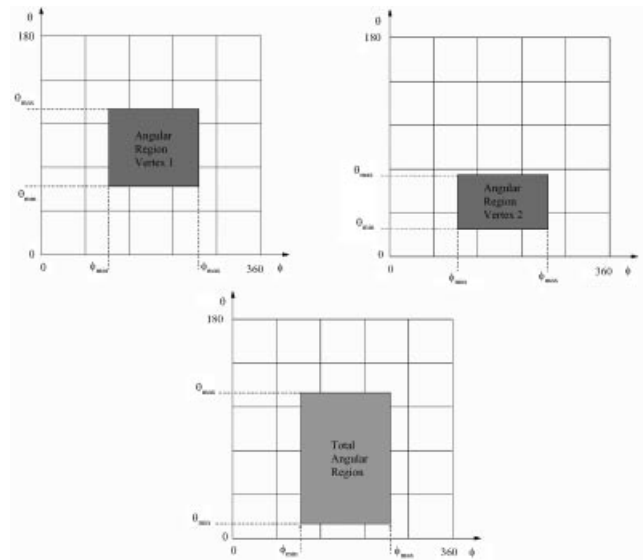 θ
180
θmax
Angular
Region
Vertex 1
θmin
0
0
ϕmin
ϕmax
360
ϕ
θ
180
θmax
Angular
Region
Vertex 2
θmin
0
0
ϕmin
ϕmax
360
ϕ
θ
180
θmax
Total
Angular
Region
θmin
0
0
ϕmin
ϕmax
360
ϕ